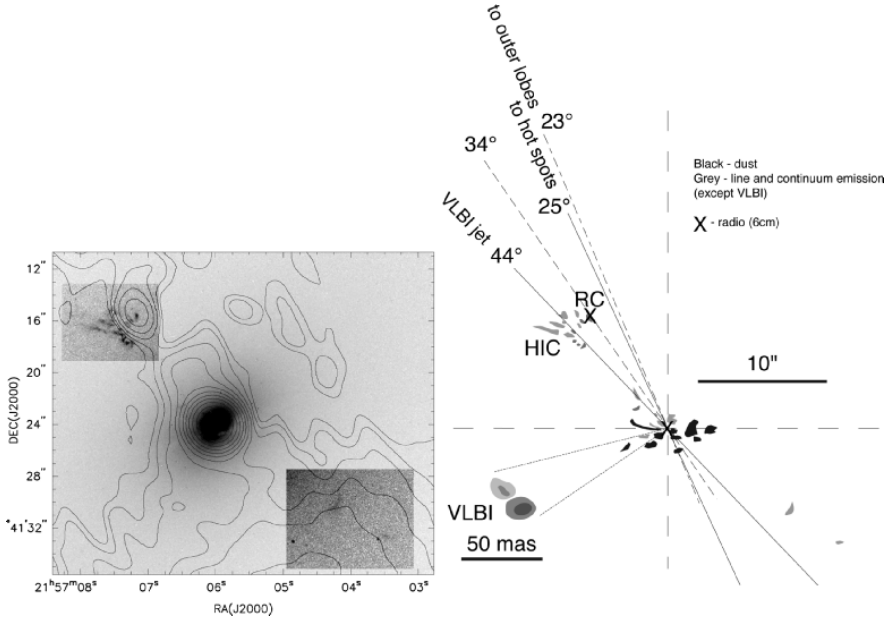 12"
16"
20"
24"
28"
-41°32"
DEC(J2000)
21h57m08s
07s
06s
05s
04s
03s
RA(J2000)
to outer lobes
to hot spots
23°
34°
25°
VLBI jet
44°
RC
X
HIC
Black - dust
Grey - line and continuum emission
(except VLBI)
X - radio (6cm)
10"
VLBI
50 mas